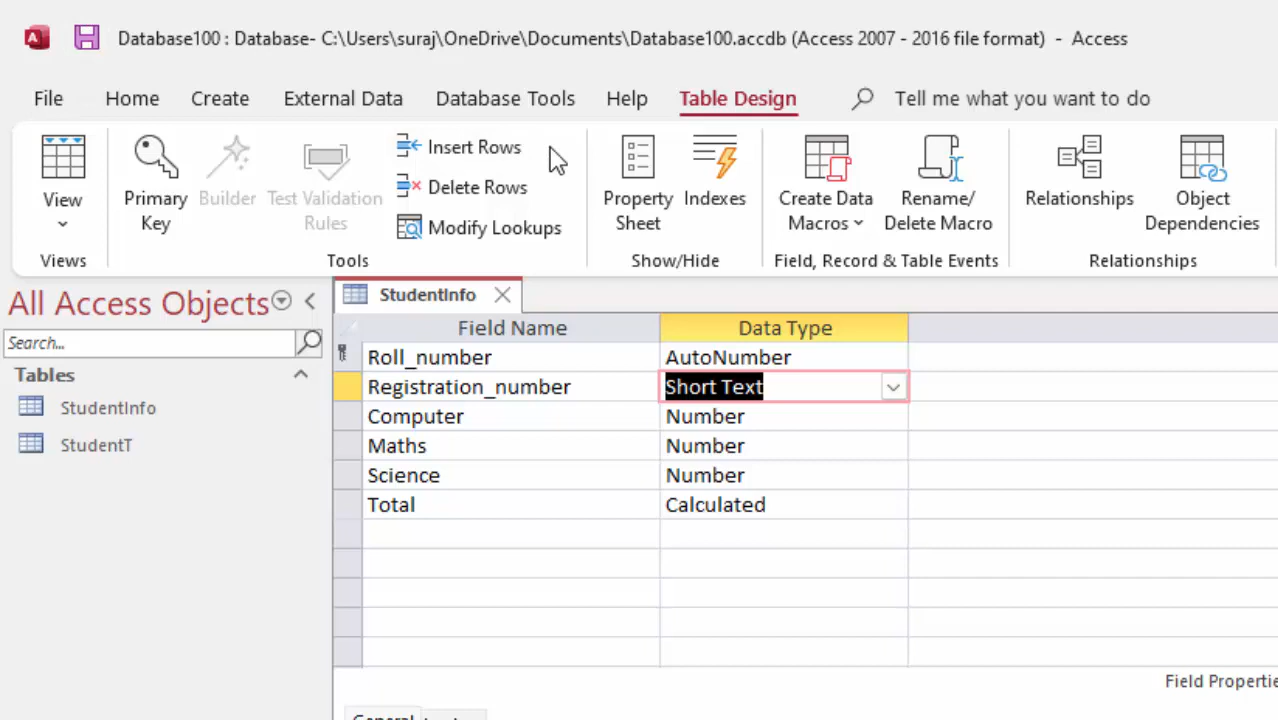 Database100 : Database- C:\Users\suraj\OneDrive\Documents\Database100.accdb (Access 2007 - 2016 file format) - Access
File Home Create External Data Database Tools Help Table Design Tell me what you want to do
View
Views
Primary Key
Builder
Test Validation Rules
Insert Rows
Delete Rows
Modify Lookups
Tools
Property Sheet
Indexes
Show/Hide
Create Data Macros
Rename/ Delete Macro
Field, Record & Table Events
Relationships
Object Dependencies
Relationships
All Access Objects
Search...
Tables
StudentInfo
StudentT
StudentInfo
Field Name Data Type
Roll_number AutoNumber
Registration_number Short Text
Computer Number
Maths Number
Science Number
Total Calculated
Field Propertie
General